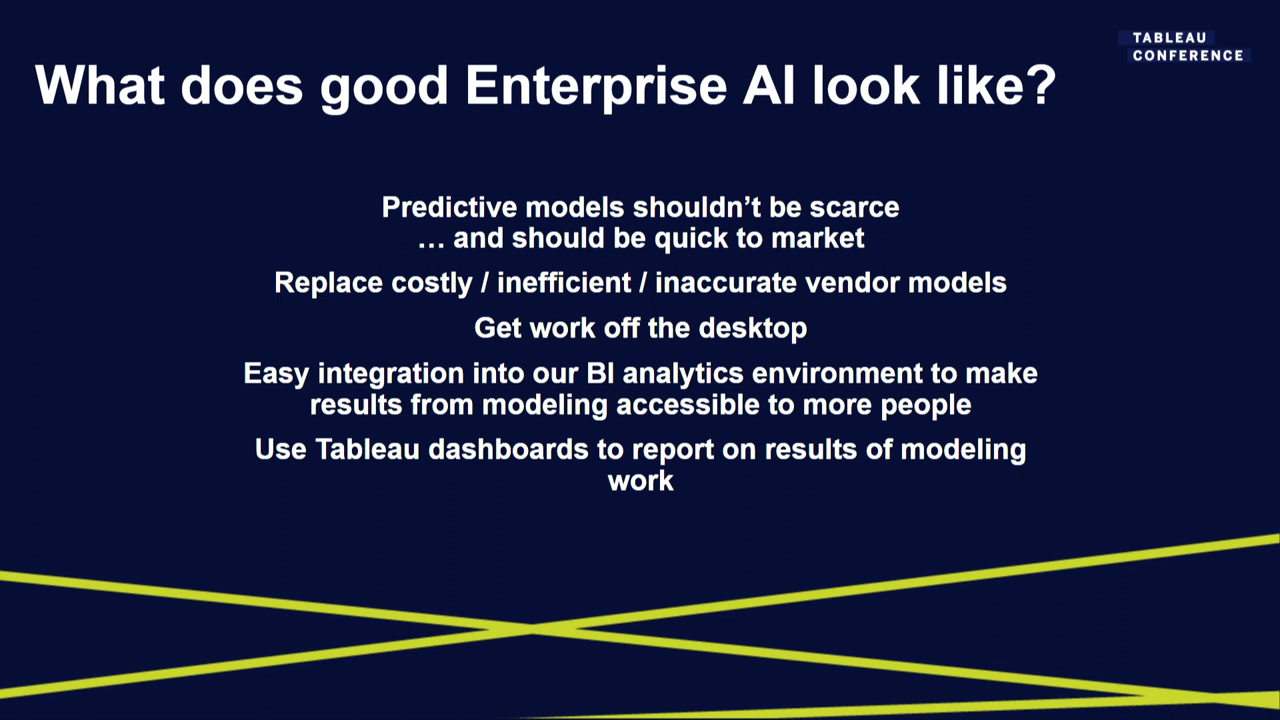 TABLEAU
CONFERENCE
What does good Enterprise AI look like?
Predictive models shouldn’t be scarce
… and should be quick to market
Replace costly / inefficient / inaccurate vendor models
Get work off the desktop
Easy integration into our BI analytics environment to make
results from modeling accessible to more people
Use Tableau dashboards to report on results of modeling
work